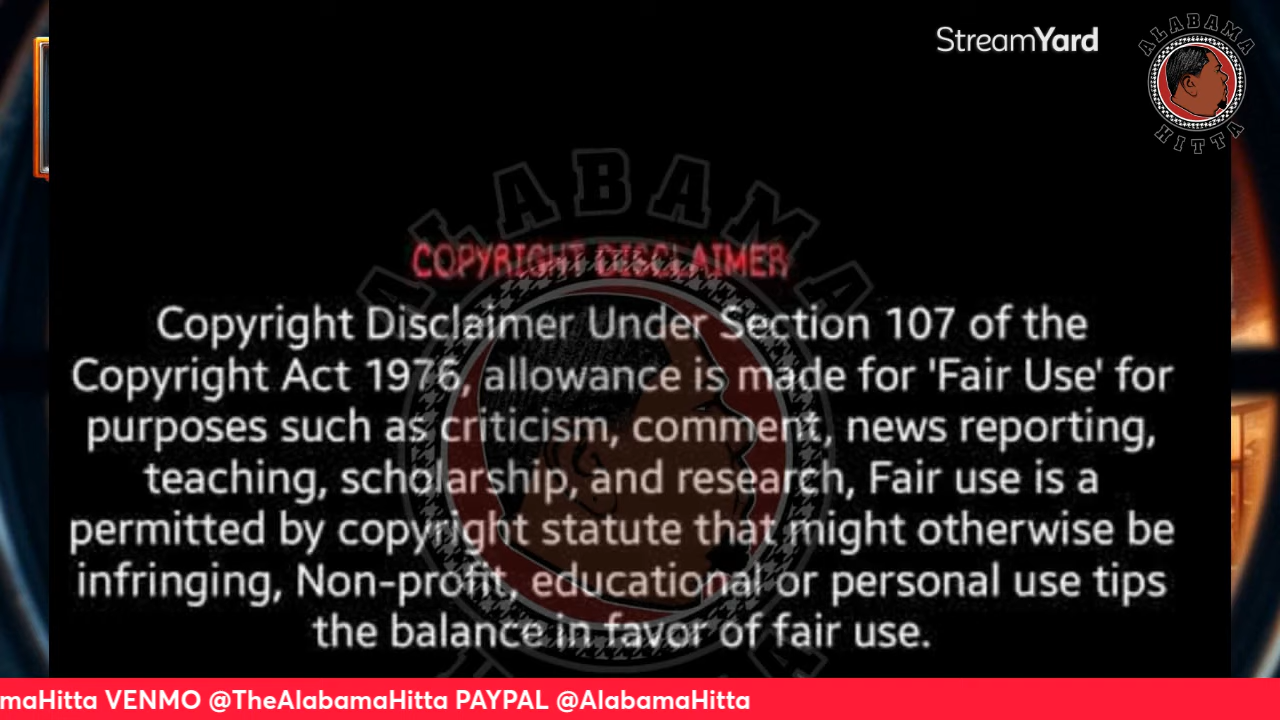 StreamYard
ALABAMA
HITTA
ALABAMA
COPYRIGHT DISCLAIMER
Copyright Disclaimer Under Section 107 of the
Copyright Act 1976, allowance is made for 'Fair Use' for
purposes such as criticism, comment, news reporting,
teaching, scholarship, and research, Fair use is a
permitted by copyright statute that might otherwise be
infringing, Non-profit, educational or personal use tips
the balance in favor of fair use.
maHitta VENMO @TheAlabamaHitta PAYPAL @AlabamaHitta